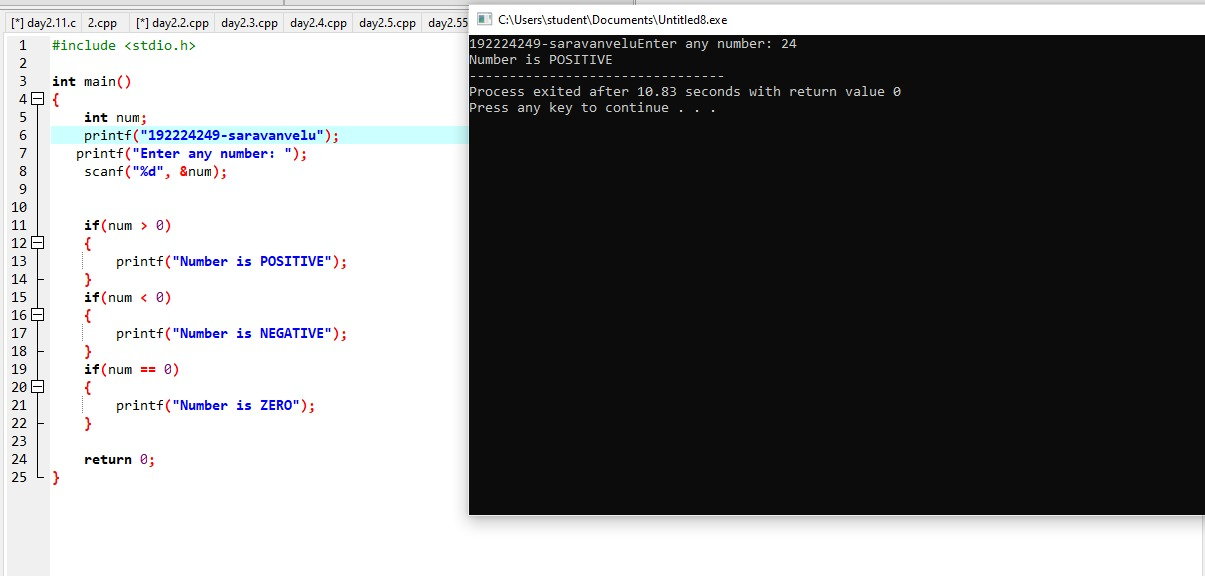 [*] day2.11.c 2.cpp [*] day2.2.cpp day2.3.cpp day2.4.cpp day2.5.cpp day2.55
1 #include <stdio.h>
2
3 int main()
4 {
5 int num;
6 printf("192224249-saravanvelu");
7 printf("Enter any number: ");
8 scanf("%d", &num);
9
10
11 if(num > 0)
12 {
13 printf("Number is POSITIVE");
14 }
15 if(num < 0)
16 {
17 printf("Number is NEGATIVE");
18 }
19 if(num == 0)
20 {
21 printf("Number is ZERO");
22 }
23
24 return 0;
25 }
C:\Users\student\Documents\Untitled8.exe
192224249-saravanveluEnter any number: 24
Number is POSITIVE
--------------------------------
Process exited after 10.83 seconds with return value 0
Press any key to continue . . .